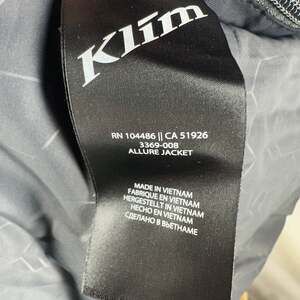 Klim
RN 104486 || CA 51926
3369-008
ALLURE JACKET
MADE IN VIETNAM
FABRIQUE EN VIETNAM
HERGESTELLT IN VIETNAM
HECHO EN VIETNAM
СДЕЛАНО В ВЬЕТНАМЕ